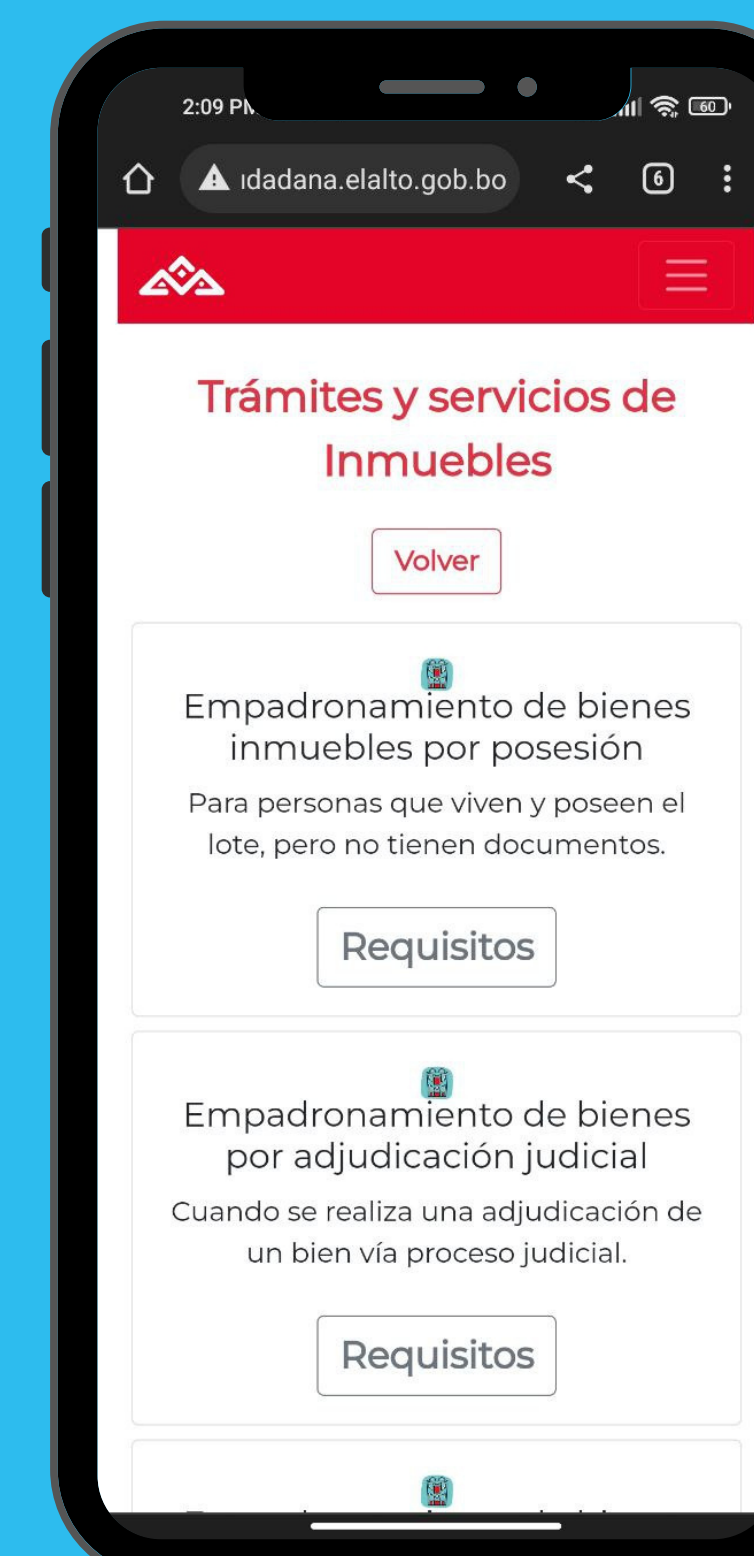 2:09
60
ıdadana.elalto.gob.bo
6
Trámites y servicios de
Inmuebles
Volver
Empadronamiento de bienes
inmuebles por posesión
Para personas que viven y poseen el
lote, pero no tienen documentos.
Requisitos
Empadronamiento de bienes
por adjudicación judicial
Cuando se realiza una adjudicación de
un bien vía proceso judicial.
Requisitos